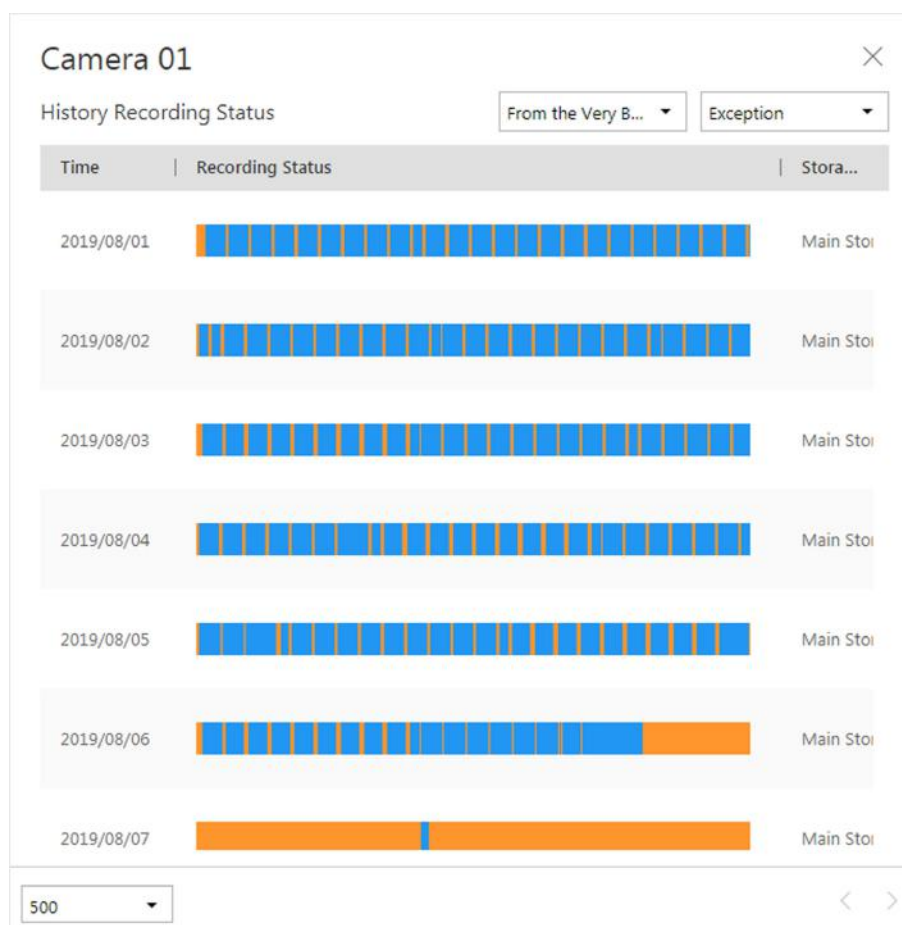 Camera 01
History Recording Status
From the Very B...
Exception
Time | Recording Status | Stora...
2019/08/01 Main Stor
2019/08/02 Main Stor
2019/08/03 Main Stor
2019/08/04 Main Stor
2019/08/05 Main Stor
2019/08/06 Main Stor
2019/08/07 Main Stor
500